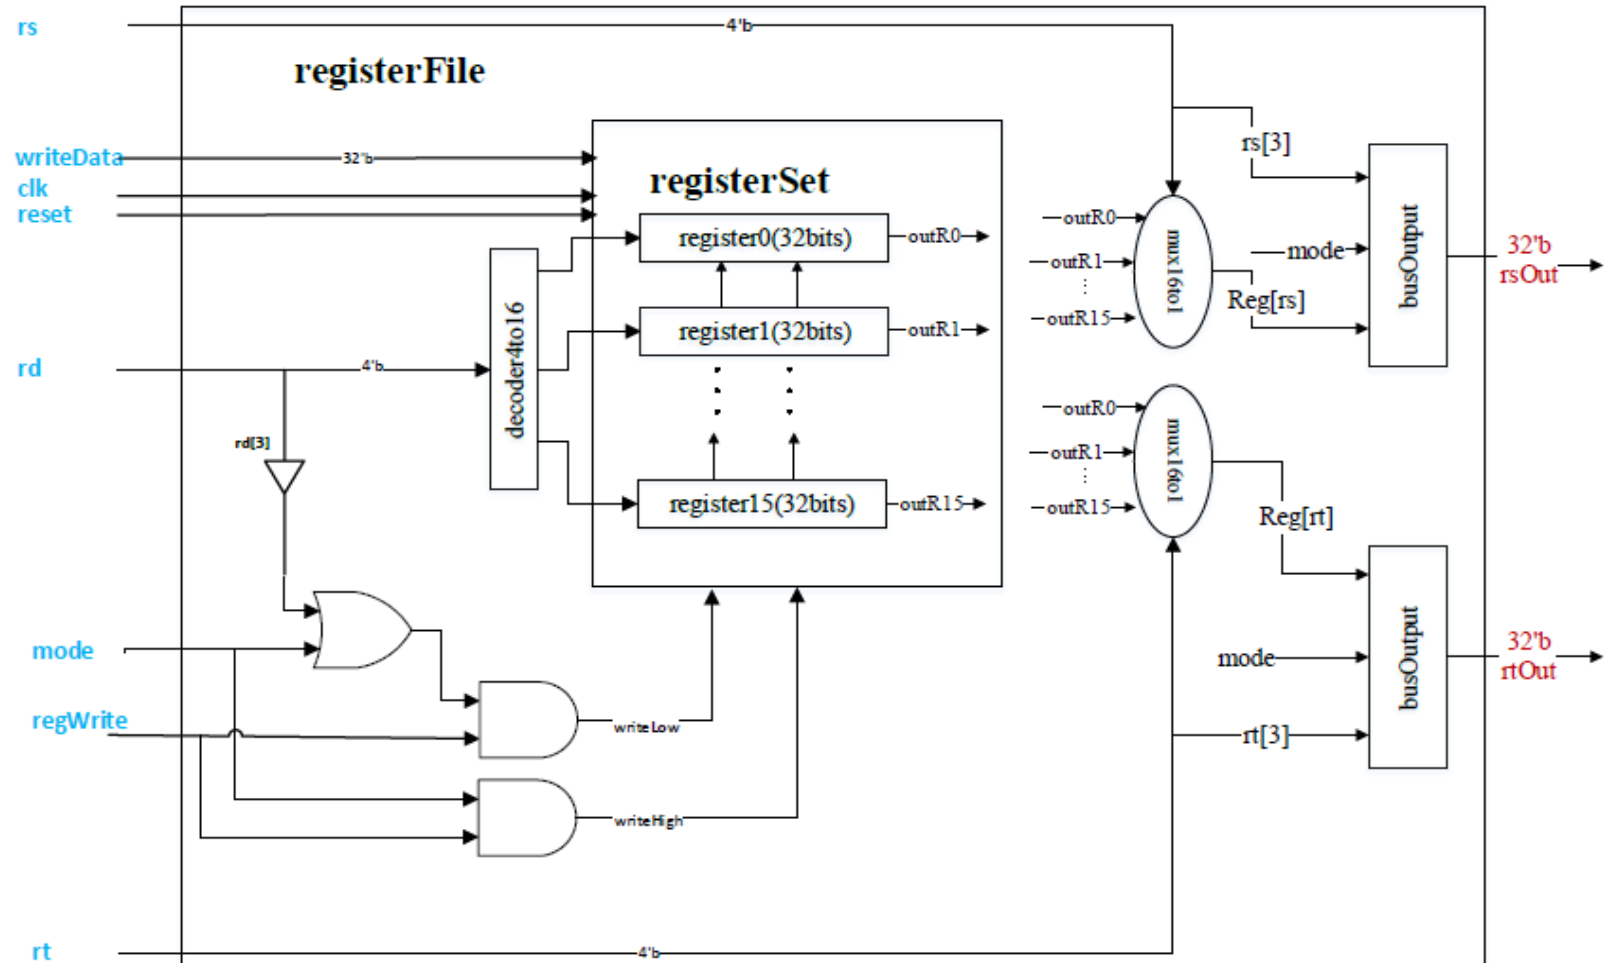 rs
4'b
registerFile
rs[3]
writeData
32'b
clk
reset
registerSet
register0(32bits)
outR0
outR0
outR1
outR15
mode
mux16to1
Reg[rs]
busOutput
32'b
rsOut
register1(32bits)
outR1
rd
4'b
decoder4to16
rd[3]
register15(32bits)
outR15
outR0
outR1
outR15
mux16to1
Reg[rt]
mode
rt[3]
busOutput
32'b
rtOut
mode
regWrite
writeLow
writeHigh
rt
4'b